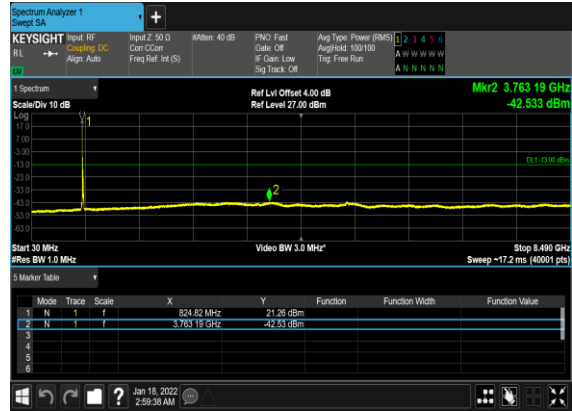 Spectrum Analyzer 1
Swept SA
+
KEYSIGHT Input: RF Input Z: 50 Ω #Atten: 40 dB PNO: Fast Avg Type: Power (RMS) 1 2 3 4 5 6
RL Coupling: DC Corr CCorr Gate: Off Avg|Hold: 100/100 A W W W W W
Align: Auto Freq Ref: Int (S) IF Gain: Low Trig: Free Run
Sig Track: Off A N N N N N
1 Spectrum Ref Lvl Offset 4.00 dB Mkr2 3.763 19 GHz
Scale/Div 10 dB Ref Level 27.00 dBm -42.533 dBm
Log
17.0
1
7.00
-3.00
-13.0
DL1 -13.00 dBm
-23.0
-33.0
2
-43.0
-53.0
-63.0
Start 30 MHz Video BW 3.0 MHz* Stop 8.490 GHz
#Res BW 1.0 MHz Sweep ~17.2 ms (40001 pts)
5 Marker Table
Mode Trace Scale X Y Function Function Width Function Value
1 N 1 f 824.82 MHz 21.26 dBm
2 N 1 f 3.763 19 GHz -42.53 dBm
3
4
5
6
? Jan 18, 2022
2:59:38 AM